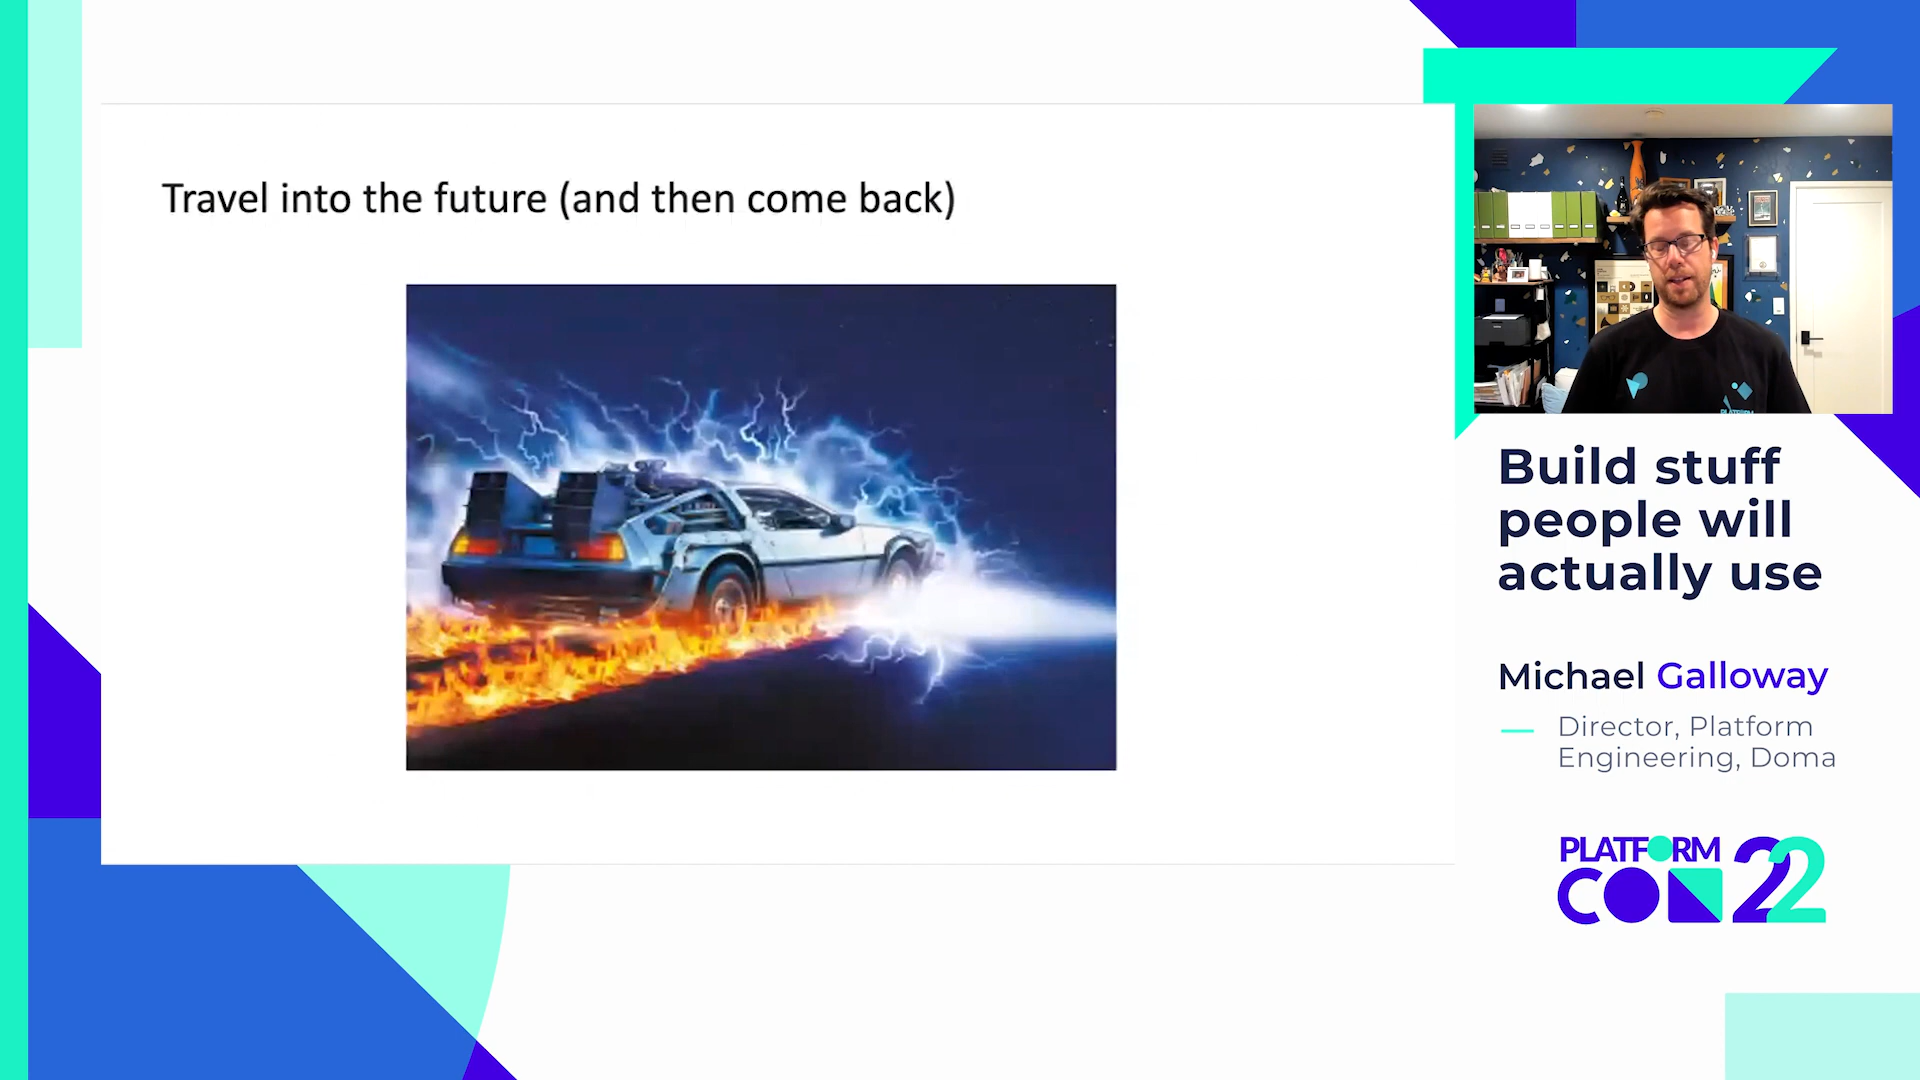 Travel into the future (and then come back)
Build stuff
people will
actually use
Michael Galloway
Director, Platform
Engineering, Doma
PLATFORM
CON 22